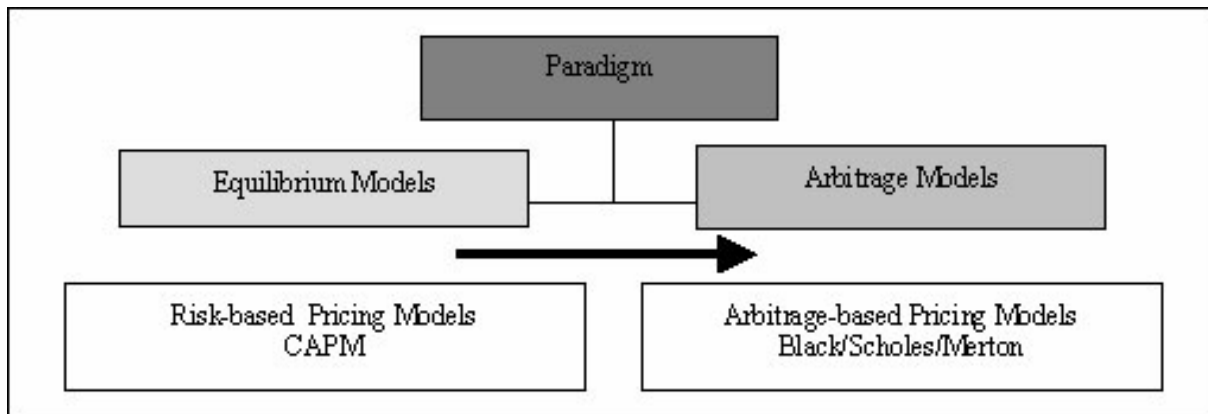 Paradigm
Equilibrium Models
Arbitrage Models
Risk-based Pricing Models
CAPM
Arbitrage-based Pricing Models
Black/Scholes/Merton